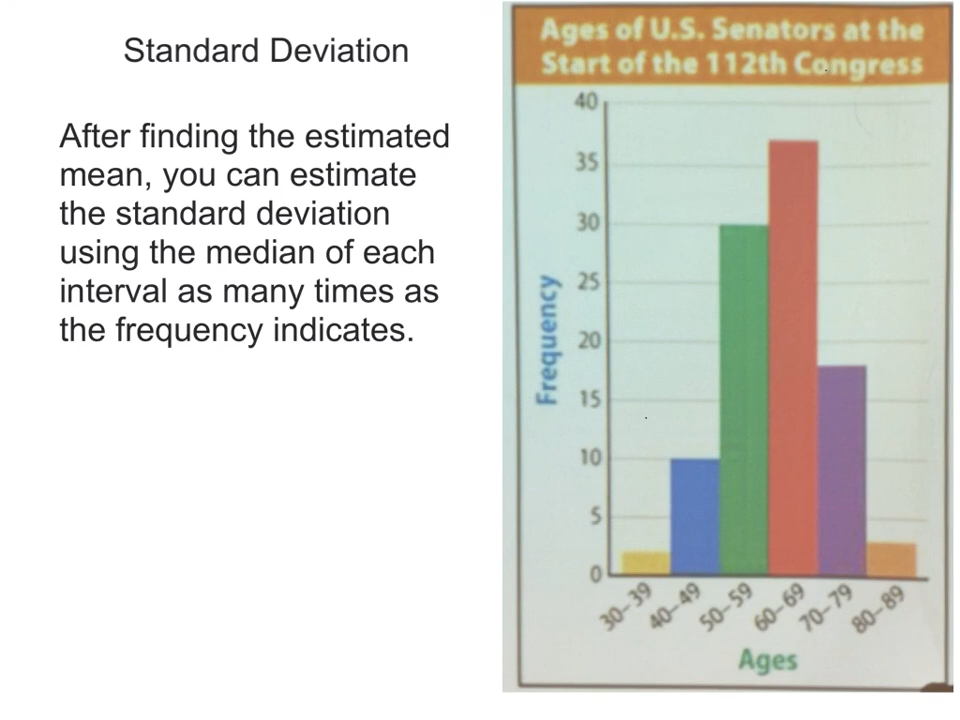 Standard Deviation
After finding the estimated
mean, you can estimate
the standard deviation
using the median of each
interval as many times as
the frequency indicates.
Ages of U.S. Senators at the
Start of the 112th Congress
40
35
30
25
20
15
10
5
0
Frequency
30–39
40–49
50–59
60–69
70–79
80–89
Ages